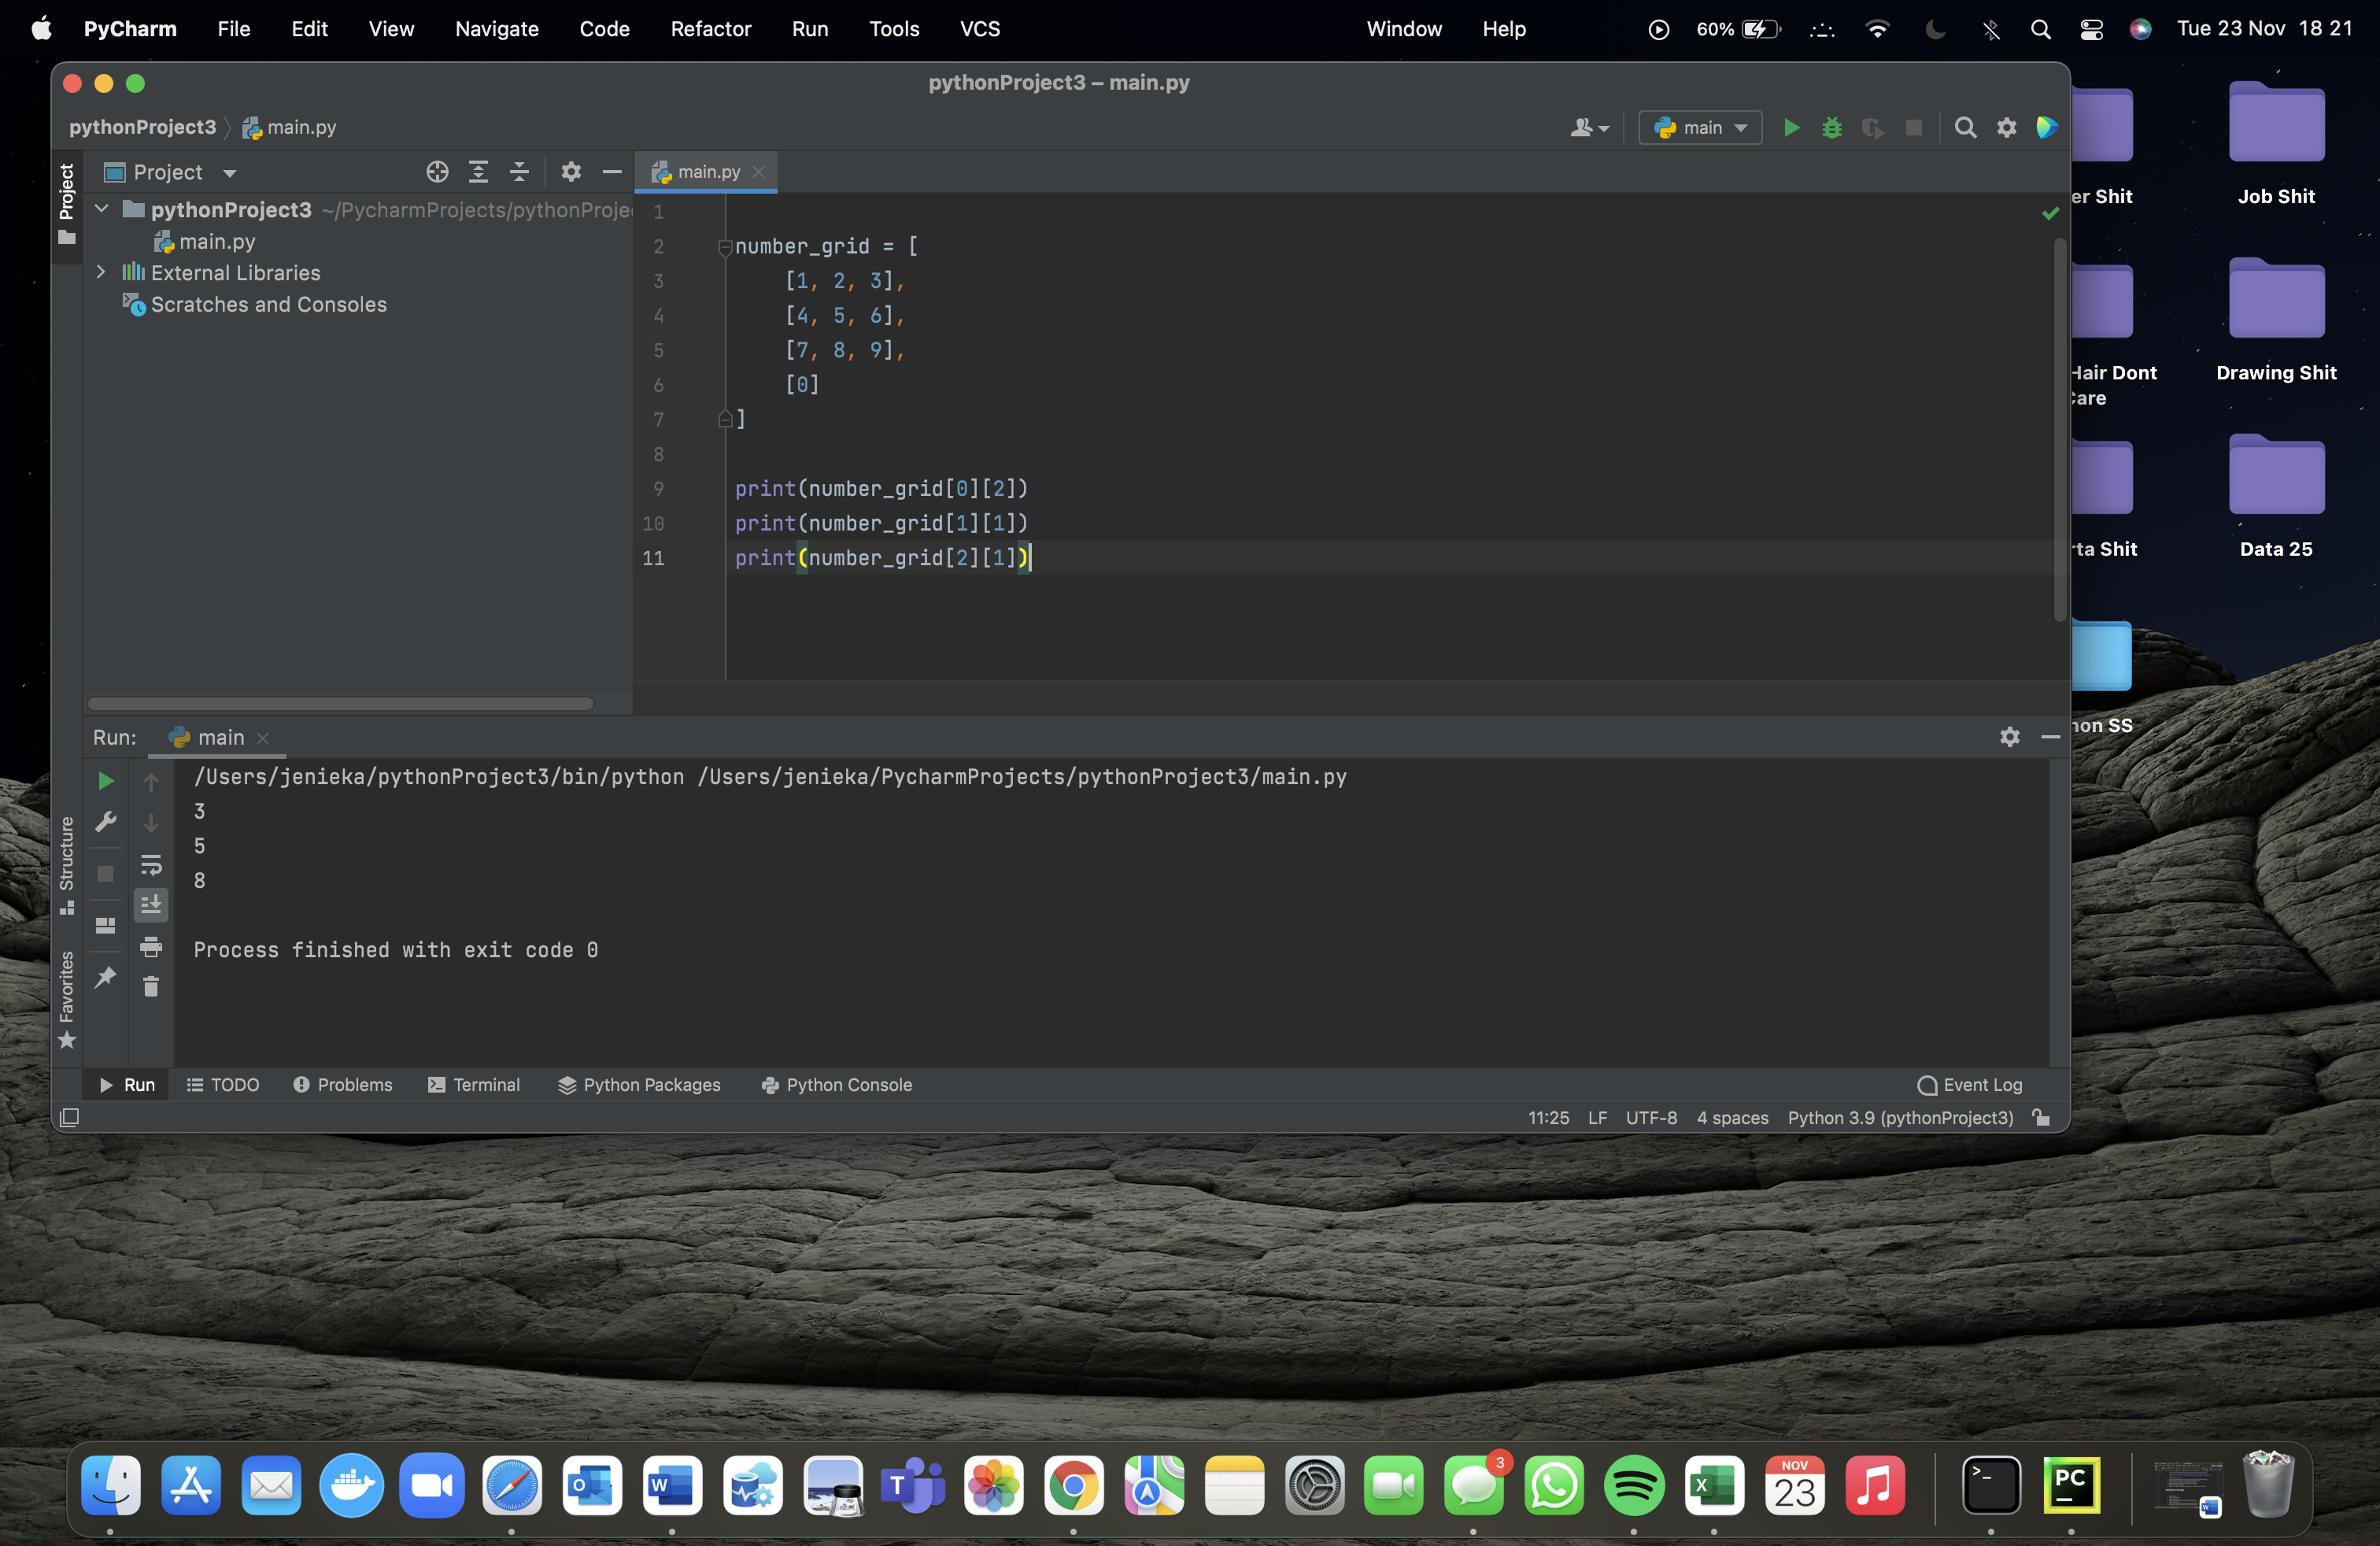 PyCharm File Edit View Navigate Code Refactor Run Tools VCS Window Help 60% Tue 23 Nov 18 21
pythonProject3 – main.py
pythonProject3 main.py main
Project
Project
main.py
pythonProject3 ~/PycharmProjects/pythonProje
main.py
External Libraries
Scratches and Consoles
1
2 number_grid = [
3 [1, 2, 3],
4 [4, 5, 6],
5 [7, 8, 9],
6 [0]
7 ]
8
9 print(number_grid[0][2])
10 print(number_grid[1][1])
11 print(number_grid[2][1])
er Shit
Job Shit
Hair Dont
Care
Drawing Shit
rta Shit
Data 25
hon SS
Run: main
/Users/jenieka/pythonProject3/bin/python /Users/jenieka/PycharmProjects/pythonProject3/main.py
3
5
8
Process finished with exit code 0
Structure
Favorites
Run TODO Problems Terminal Python Packages Python Console Event Log
11:25 LF UTF-8 4 spaces Python 3.9 (pythonProject3)
O
W
T
3
X
NOV
23
>_
PC
W